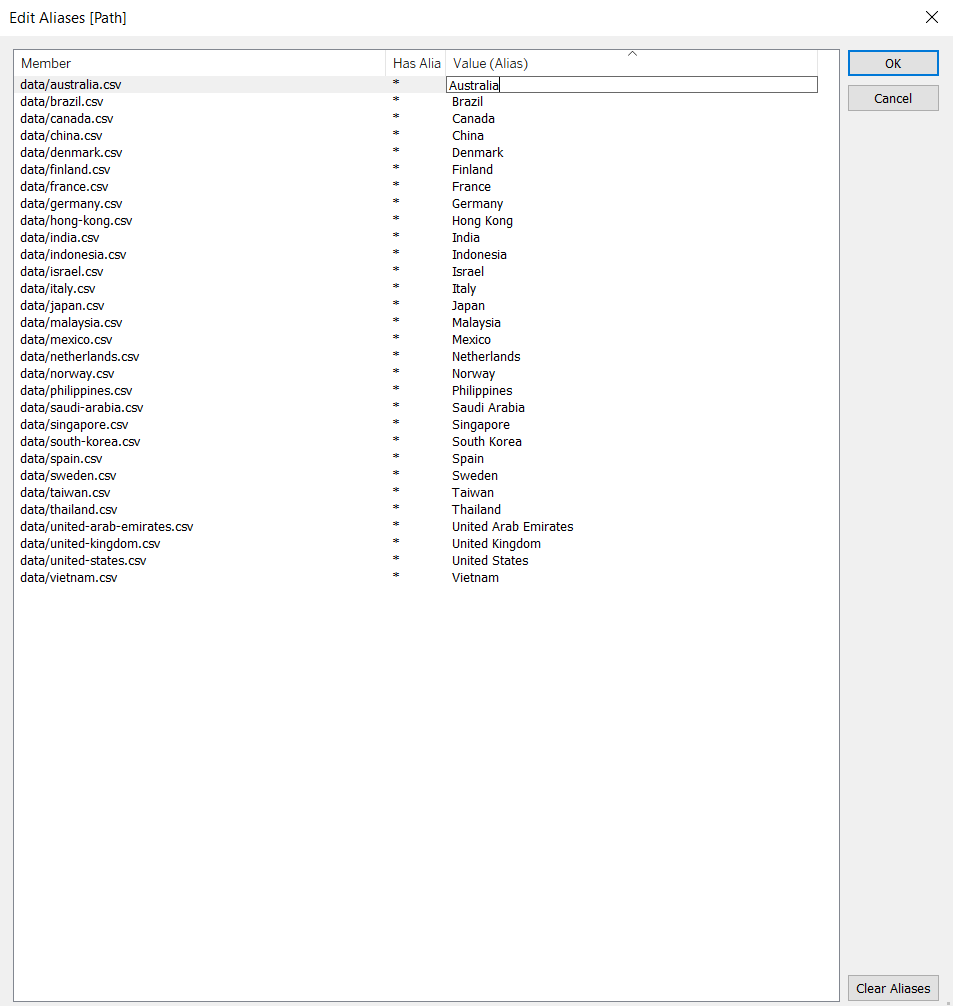 Edit Aliases [Path]
Member Has Alia Value (Alias) OK
data/australia.csv * Australia
Cancel
data/brazil.csv * Brazil
data/canada.csv * Canada
data/china.csv * China
data/denmark.csv * Denmark
data/finland.csv * Finland
data/france.csv * France
data/germany.csv * Germany
data/hong-kong.csv * Hong Kong
data/india.csv * India
data/indonesia.csv * Indonesia
data/israel.csv * Israel
data/italy.csv * Italy
data/japan.csv * Japan
data/malaysia.csv * Malaysia
data/mexico.csv * Mexico
data/netherlands.csv * Netherlands
data/norway.csv * Norway
data/philippines.csv * Philippines
data/saudi-arabia.csv * Saudi Arabia
data/singapore.csv * Singapore
data/south-korea.csv * South Korea
data/spain.csv * Spain
data/sweden.csv * Sweden
data/taiwan.csv * Taiwan
data/thailand.csv * Thailand
data/united-arab-emirates.csv * United Arab Emirates
data/united-kingdom.csv * United Kingdom
data/united-states.csv * United States
data/vietnam.csv * Vietnam
Clear Aliases